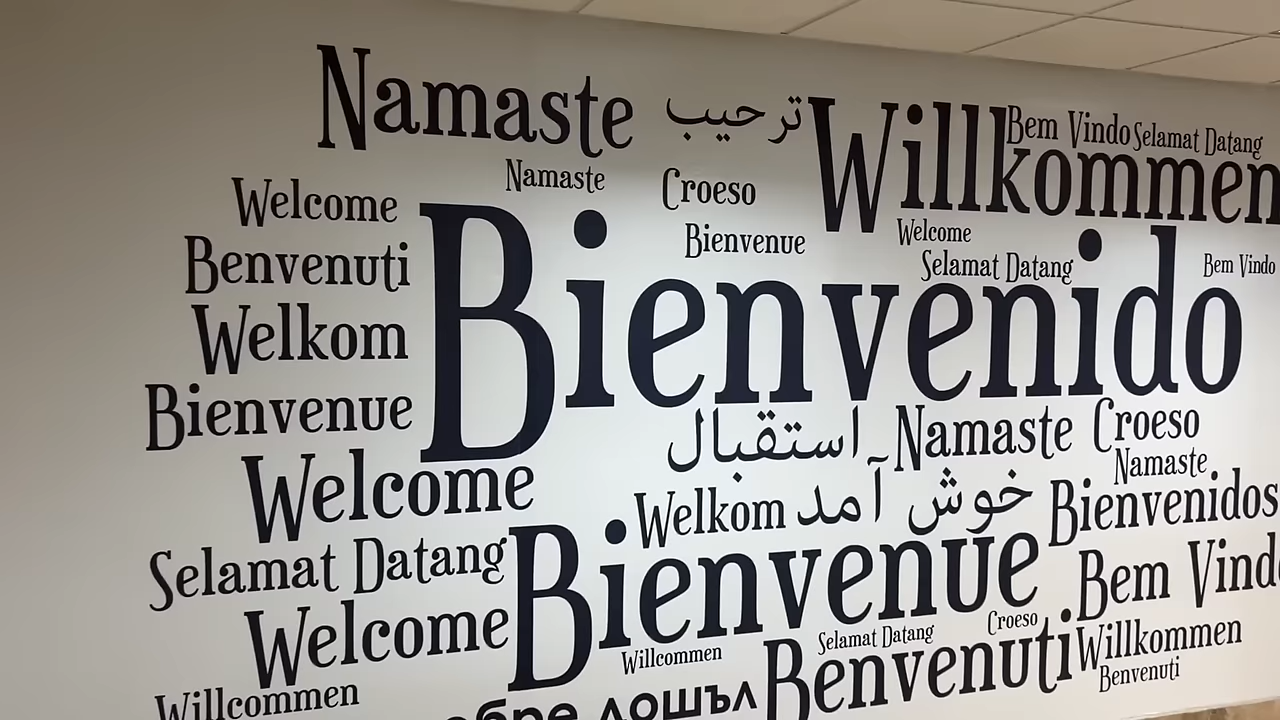 Namaste ترحيب Willkommen Bem Vindo Selamat Datang
Namaste Croeso
Welcome Bienvenue Welcome
Benvenuti Bienvenido Selamat Datang Bem Vindo
Welkom
Bienvenue استقبال Namaste Croeso
Namaste
Welcome Welkom خوش آمد Bienvenidos
Selamat Datang Bienvenue Bem Vind
Welcome Selamat Datang Croeso
Willcommen Benvenuti Willkommen
Willcommen дошъл Benvenuti